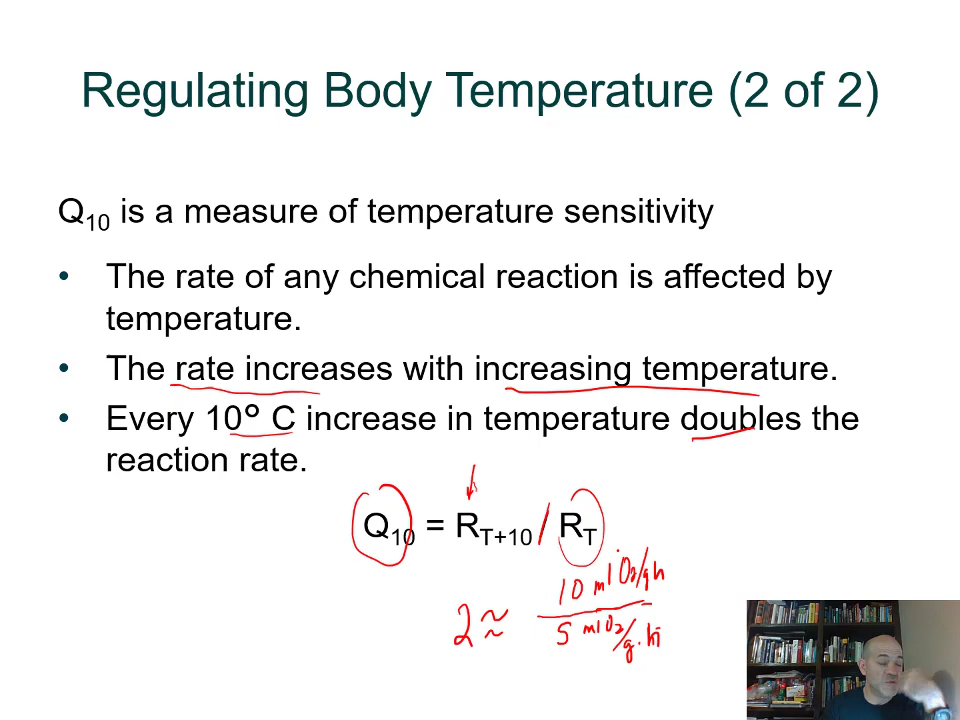 Regulating Body Temperature (2 of 2)
Q10 is a measure of temperature sensitivity
• The rate of any chemical reaction is affected by
temperature.
• The rate increases with increasing temperature.
• Every 10° C increase in temperature doubles the
reaction rate.
Q10 = RT+10 / RT
10 ml O2/g h
2 ≈
5 ml O2/g·h